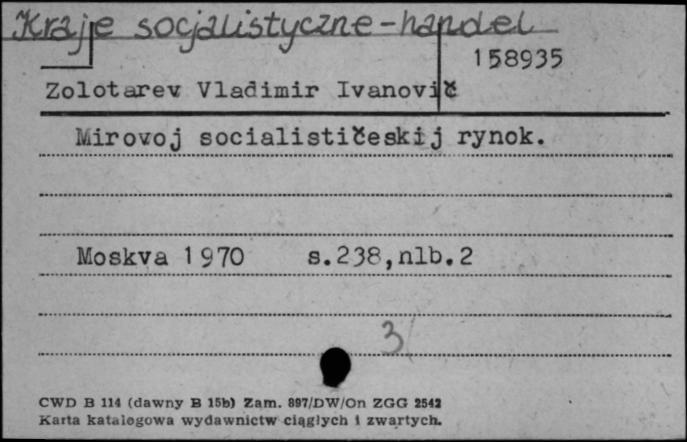 Kraje socjalistyczne-handel
158935
Zolotarev Vladimir Ivanovič
Mirovoj socialističeskij rynok.
Moskva 1970 s.238,nlb.2
3/
CWD B 114 (dawny B 15b) Zam. 897/DW/On ZGG 2542
Karta katalogowa wydawnictw ciągłych i zwartych.